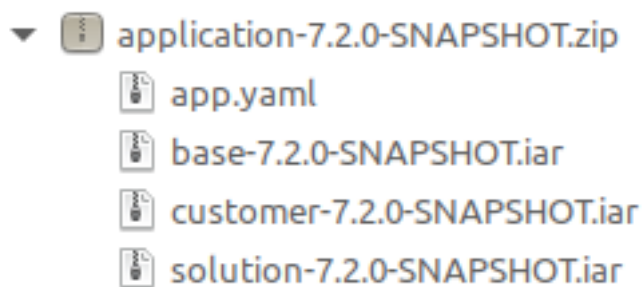 application-7.2.0-SNAPSHOT.zip
app.yaml
base-7.2.0-SNAPSHOT.iar
customer-7.2.0-SNAPSHOT.iar
solution-7.2.0-SNAPSHOT.iar